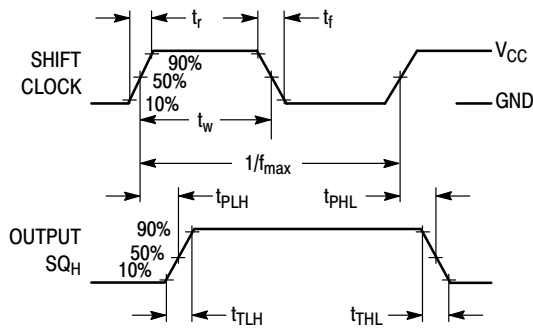 tr
tf
SHIFT
CLOCK
90%
50%
10%
VCC
GND
tw
1/fmax
tPLH
tPHL
OUTPUT
SQH
90%
50%
10%
tTLH
tTHL